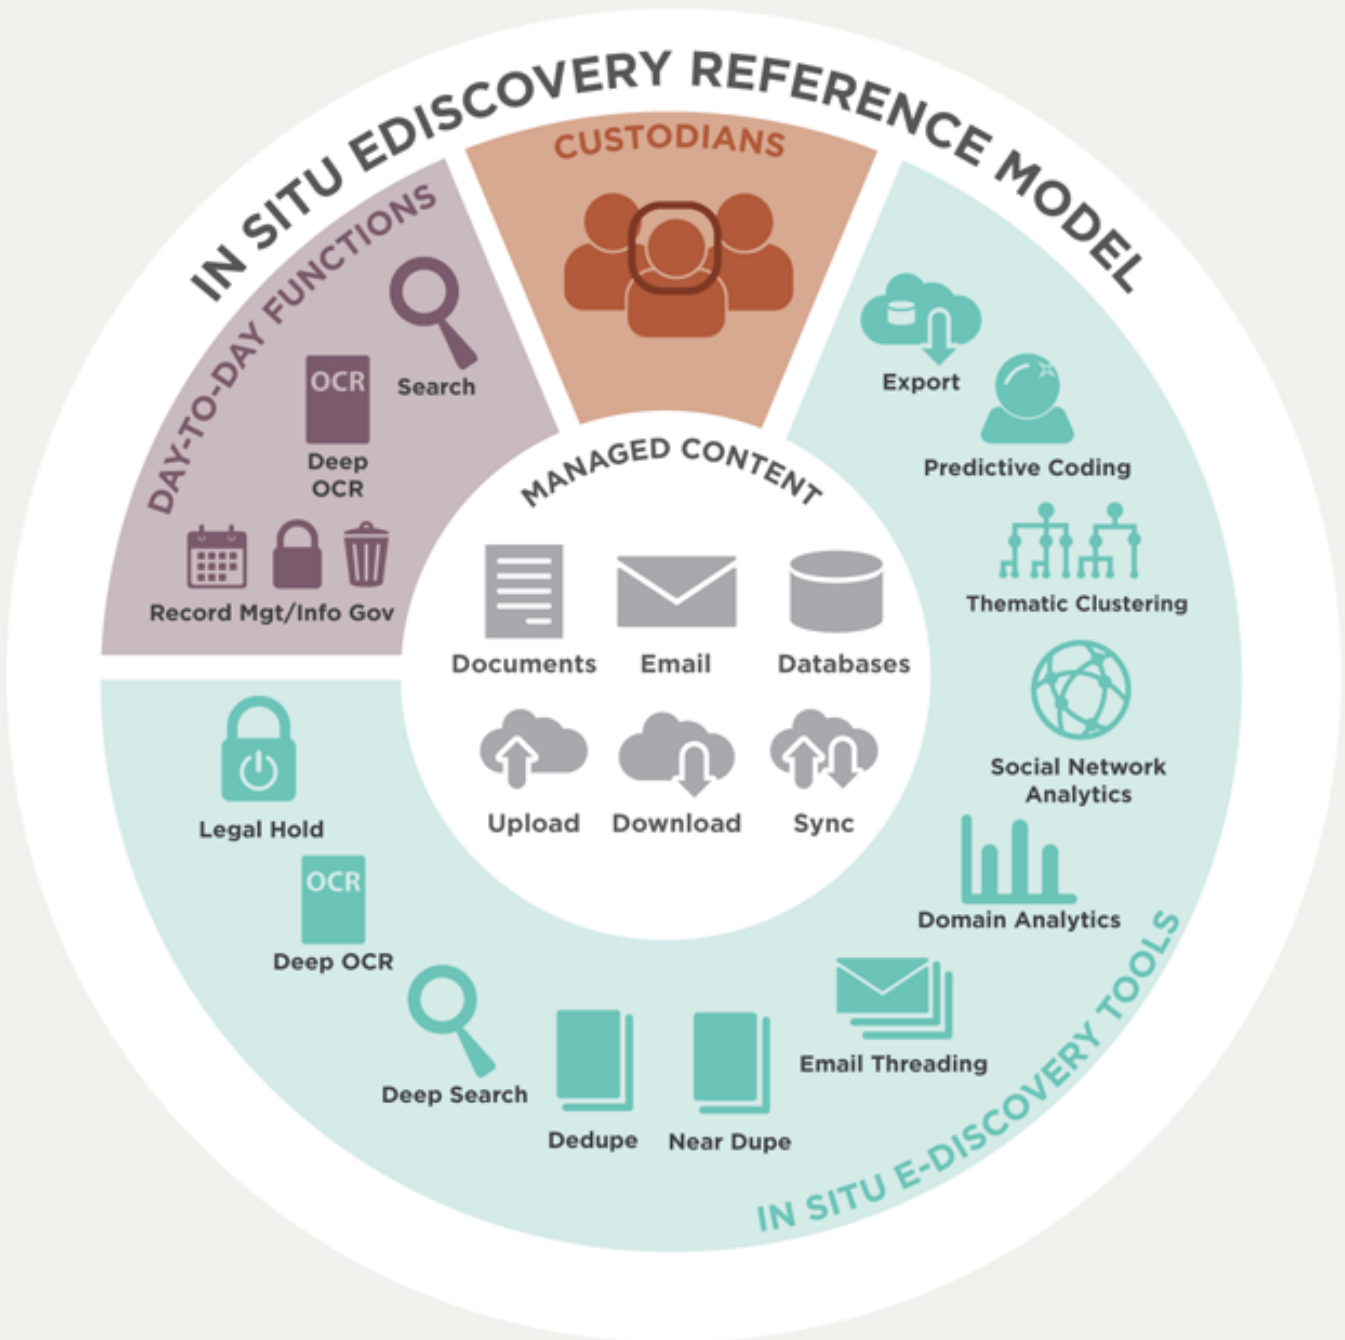 IN SITU EDISCOVERY REFERENCE MODEL
CUSTODIANS
DAY-TO-DAY FUNCTIONS
Search
OCR
Deep
OCR
Record Mgt/Info Gov
MANAGED CONTENT
Documents
Email
Databases
Upload
Download
Sync
Export
Predictive Coding
Thematic Clustering
Social Network
Analytics
Domain Analytics
Email Threading
Near Dupe
Dedupe
Deep Search
OCR
Deep OCR
Legal Hold
IN SITU E-DISCOVERY TOOLS